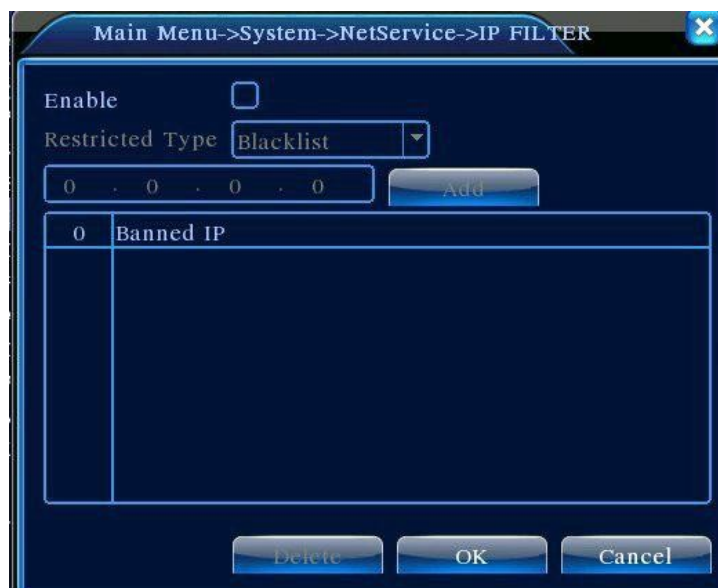 Main Menu->System->NetService->IP FILTER
Enable
Restricted Type Blacklist
0 . 0 . 0 . 0 Add
0 Banned IP
Delete OK Cancel